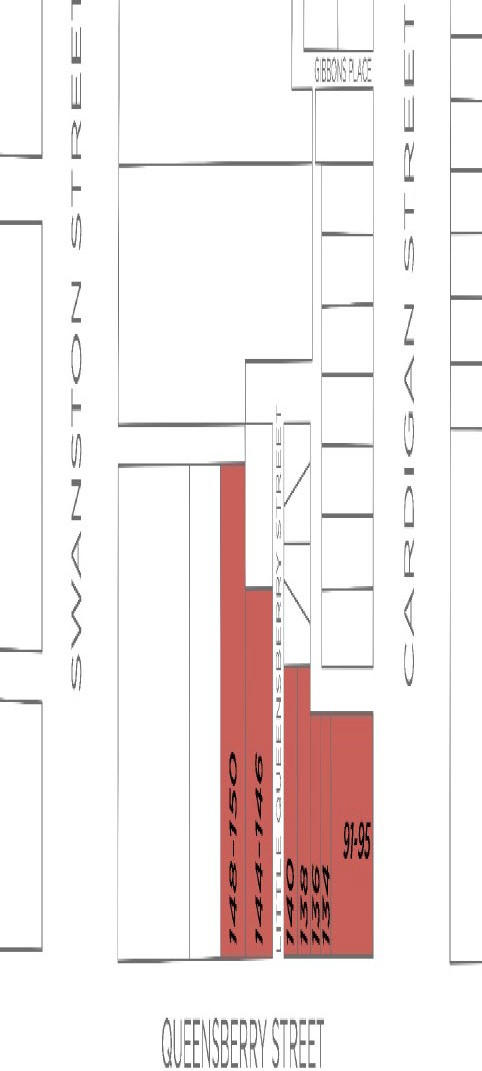 GIBBONS PLACE
SWANSTON STREET
CARDIGAN STREET
LITTLE QUEENSBERRY STREET
148-150
144-146
140
138
136
134
91-95
QUEENSBERRY STREET